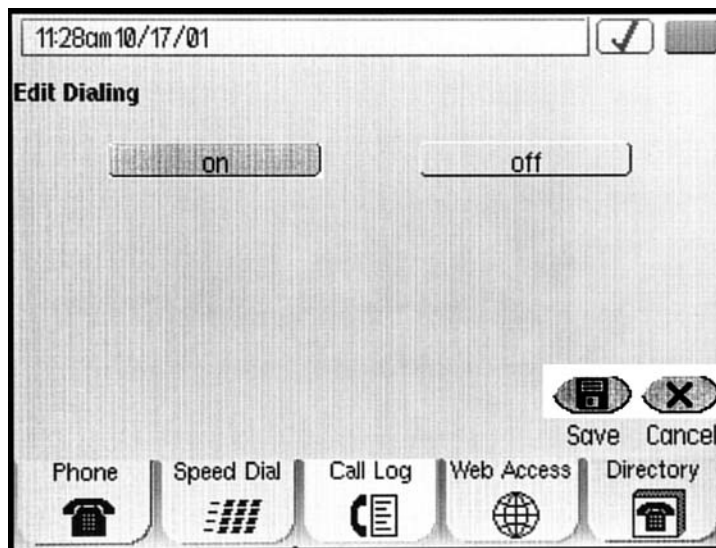 11:28am 10/17/01
Edit Dialing
on off
Save Cancel
Phone Speed Dial Call Log Web Access Directory